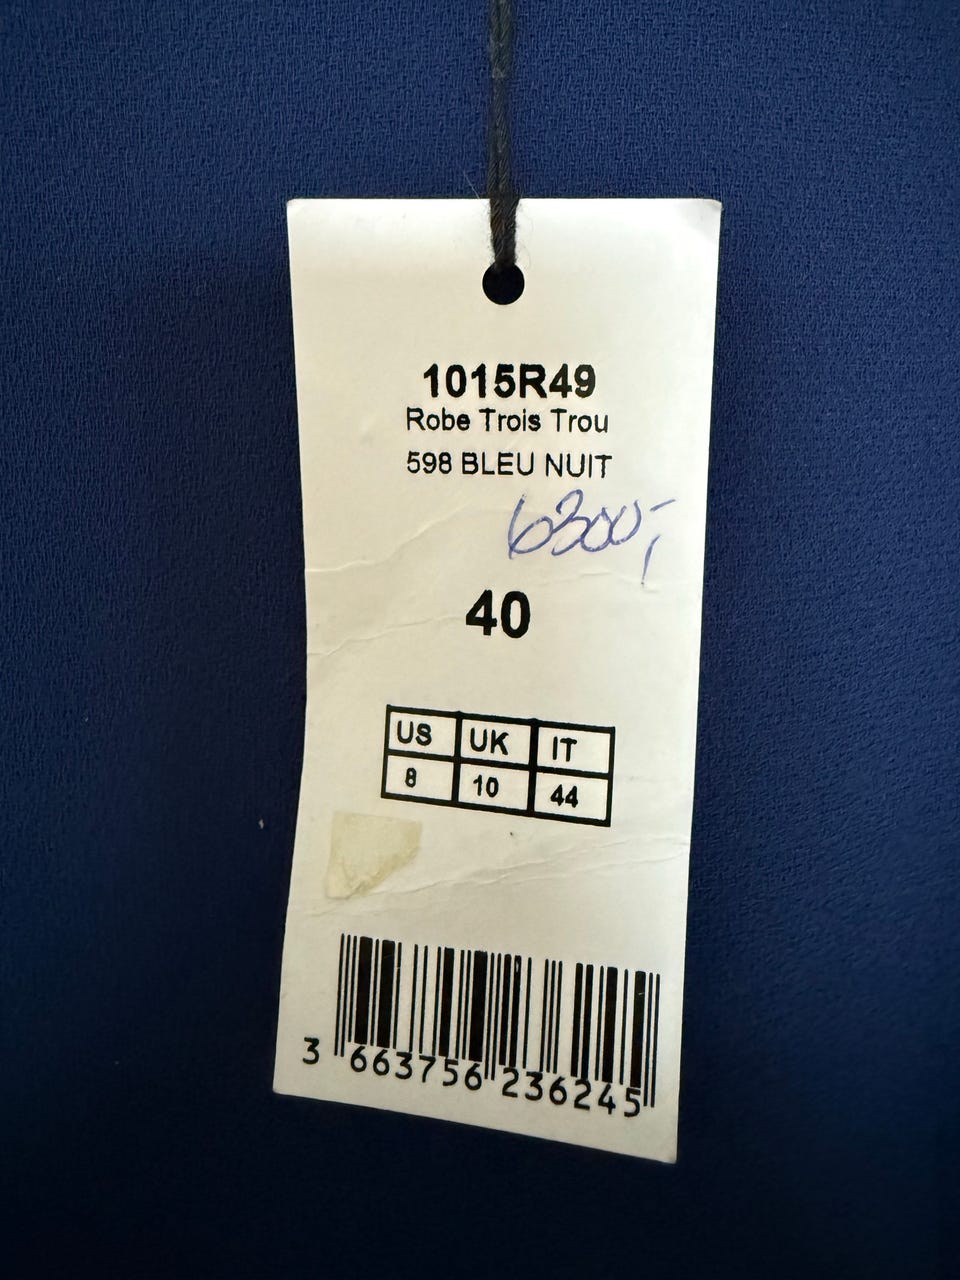 1015R49
Robe Trois Trou
598 BLEU NUIT
6300,-
40
US UK IT
8 10 44
3 663756 236245